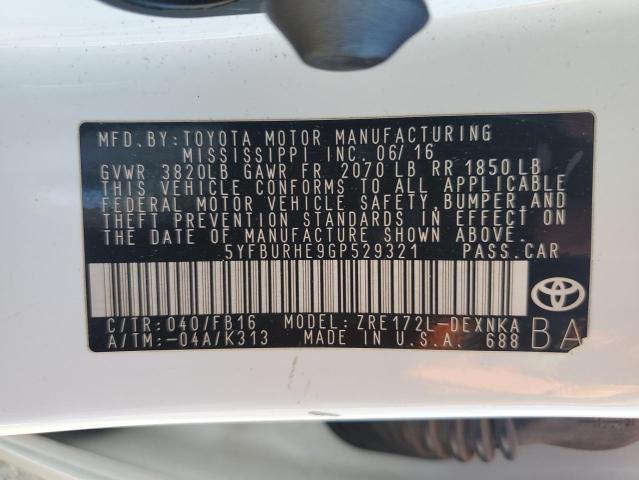 MFD.BY:TOYOTA MOTOR MANUFACTURING
MISSISSIPPI INC. 06/16
GVWR 3820LB GAWR FR 2070 LB RR 1850 LB
THIS VEHICLE CONFORMS TO ALL APPLICABLE
FEDERAL MOTOR VEHICLE SAFETY, BUMPER, AND
THEFT PREVENTION STANDARDS IN EFFECT ON
THE DATE OF MANUFACTURE SHOWN ABOVE.
5YFBURHE9GP529321 PASS.CAR
C/TR: 040/FB16 MODEL: ZRE172L-DEXNKA
A/TM:-04A/K313 MADE IN U.S.A. 688
BA